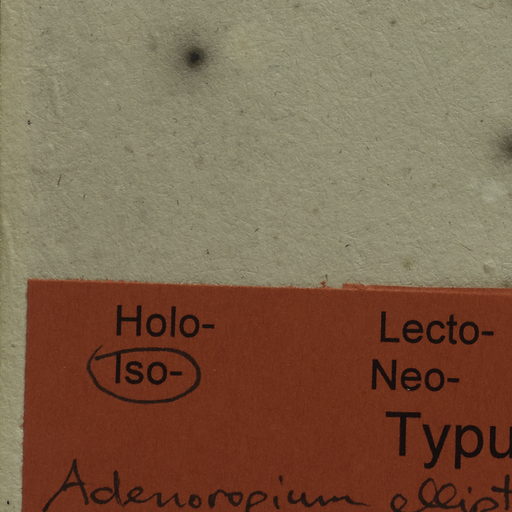 Holo- Lecto-
Iso- Neo-
Typu
Adenoropium ellipt